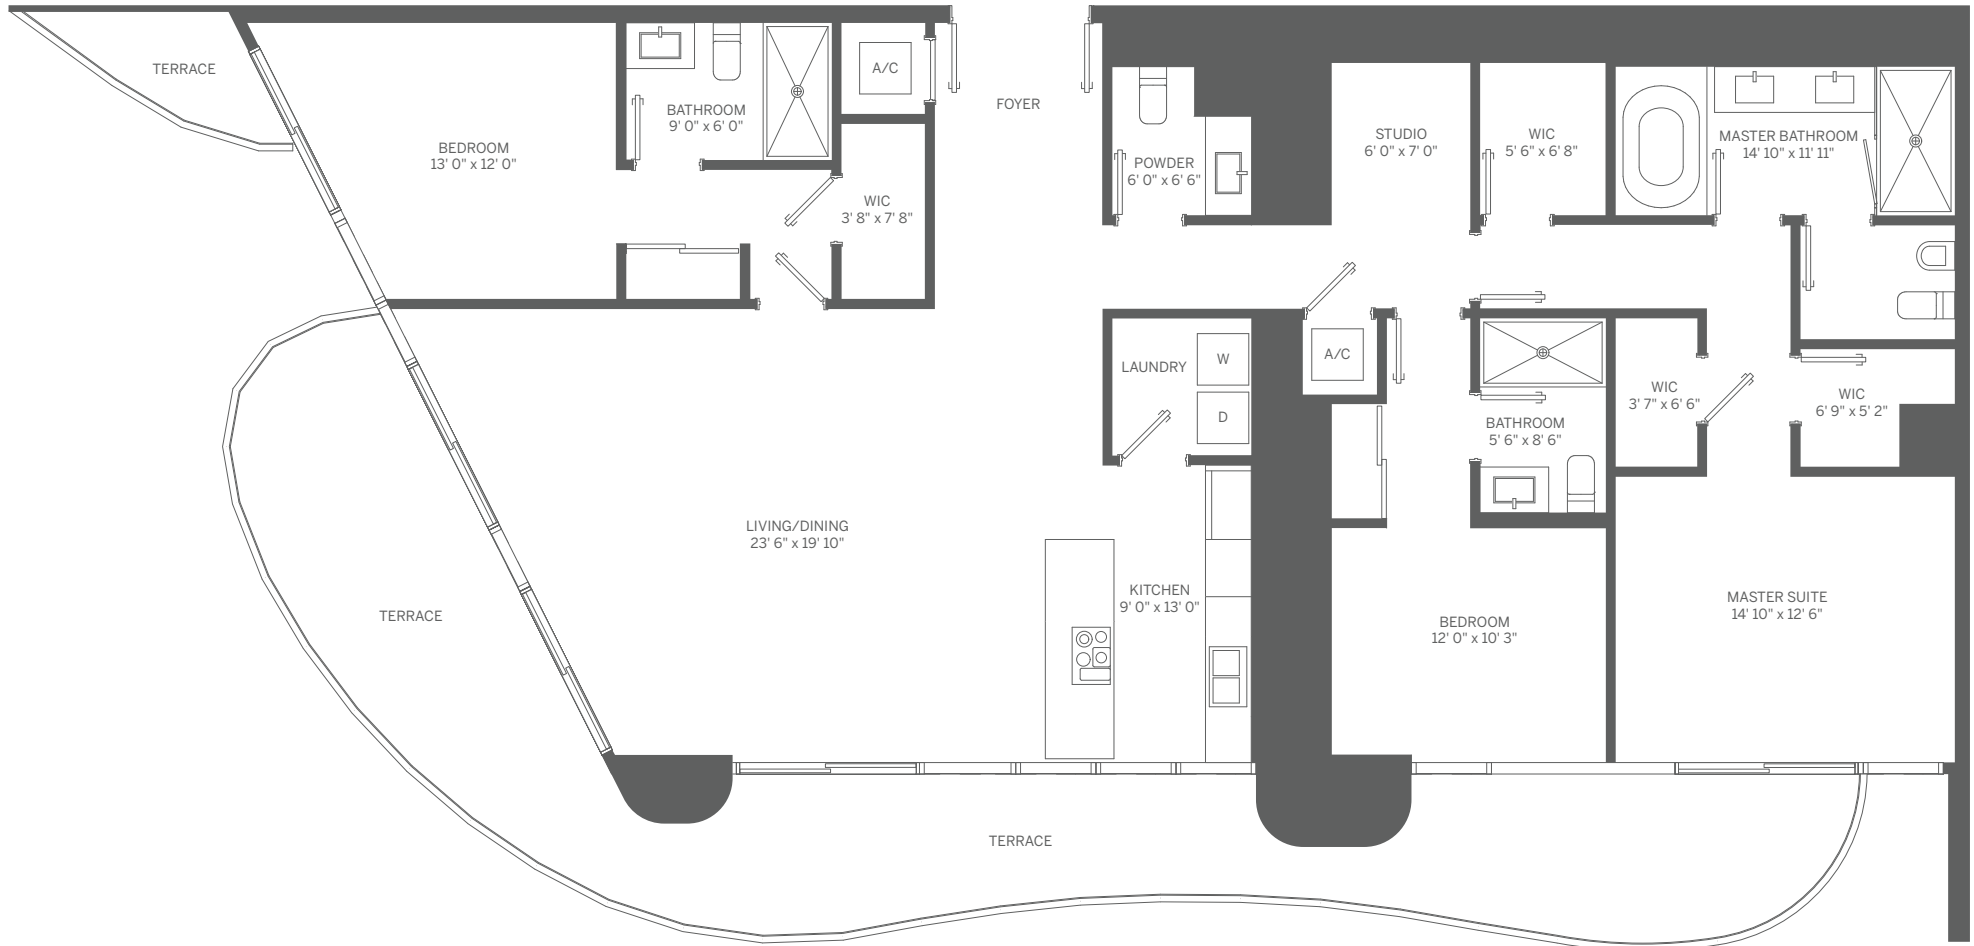 TERRACE
BEDROOM
13' 0" x 12' 0"
BATHROOM
9' 0" x 6' 0"
A/C
WIC
3' 8" x 7' 8"
FOYER
POWDER
6' 0" x 6' 6"
STUDIO
6' 0" x 7' 0"
WIC
5' 6" x 6' 8"
MASTER BATHROOM
14' 10" x 11' 11"
LAUNDRY
W
D
A/C
BATHROOM
5' 6" x 8' 6"
WIC
3' 7" x 6' 6"
WIC
6' 9" x 5' 2"
LIVING/DINING
23' 6" x 19' 10"
TERRACE
KITCHEN
9' 0" x 13' 0"
BEDROOM
12' 0" x 10' 3"
MASTER SUITE
14' 10" x 12' 6"
TERRACE